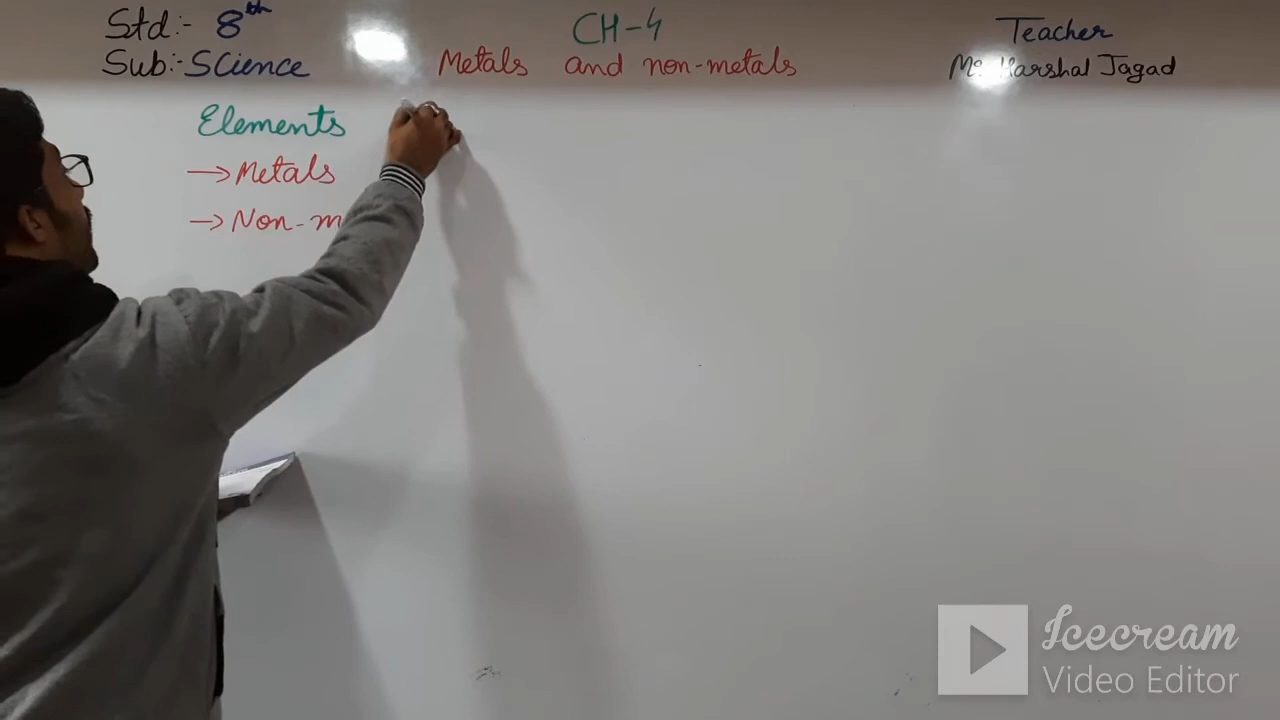 Std:- 8th
Sub:- Science
CH-4
Metals and non-metals
Teacher
Harshal Jagad
Elements
→ Metals
→ Non-m
Icecream
Video Editor